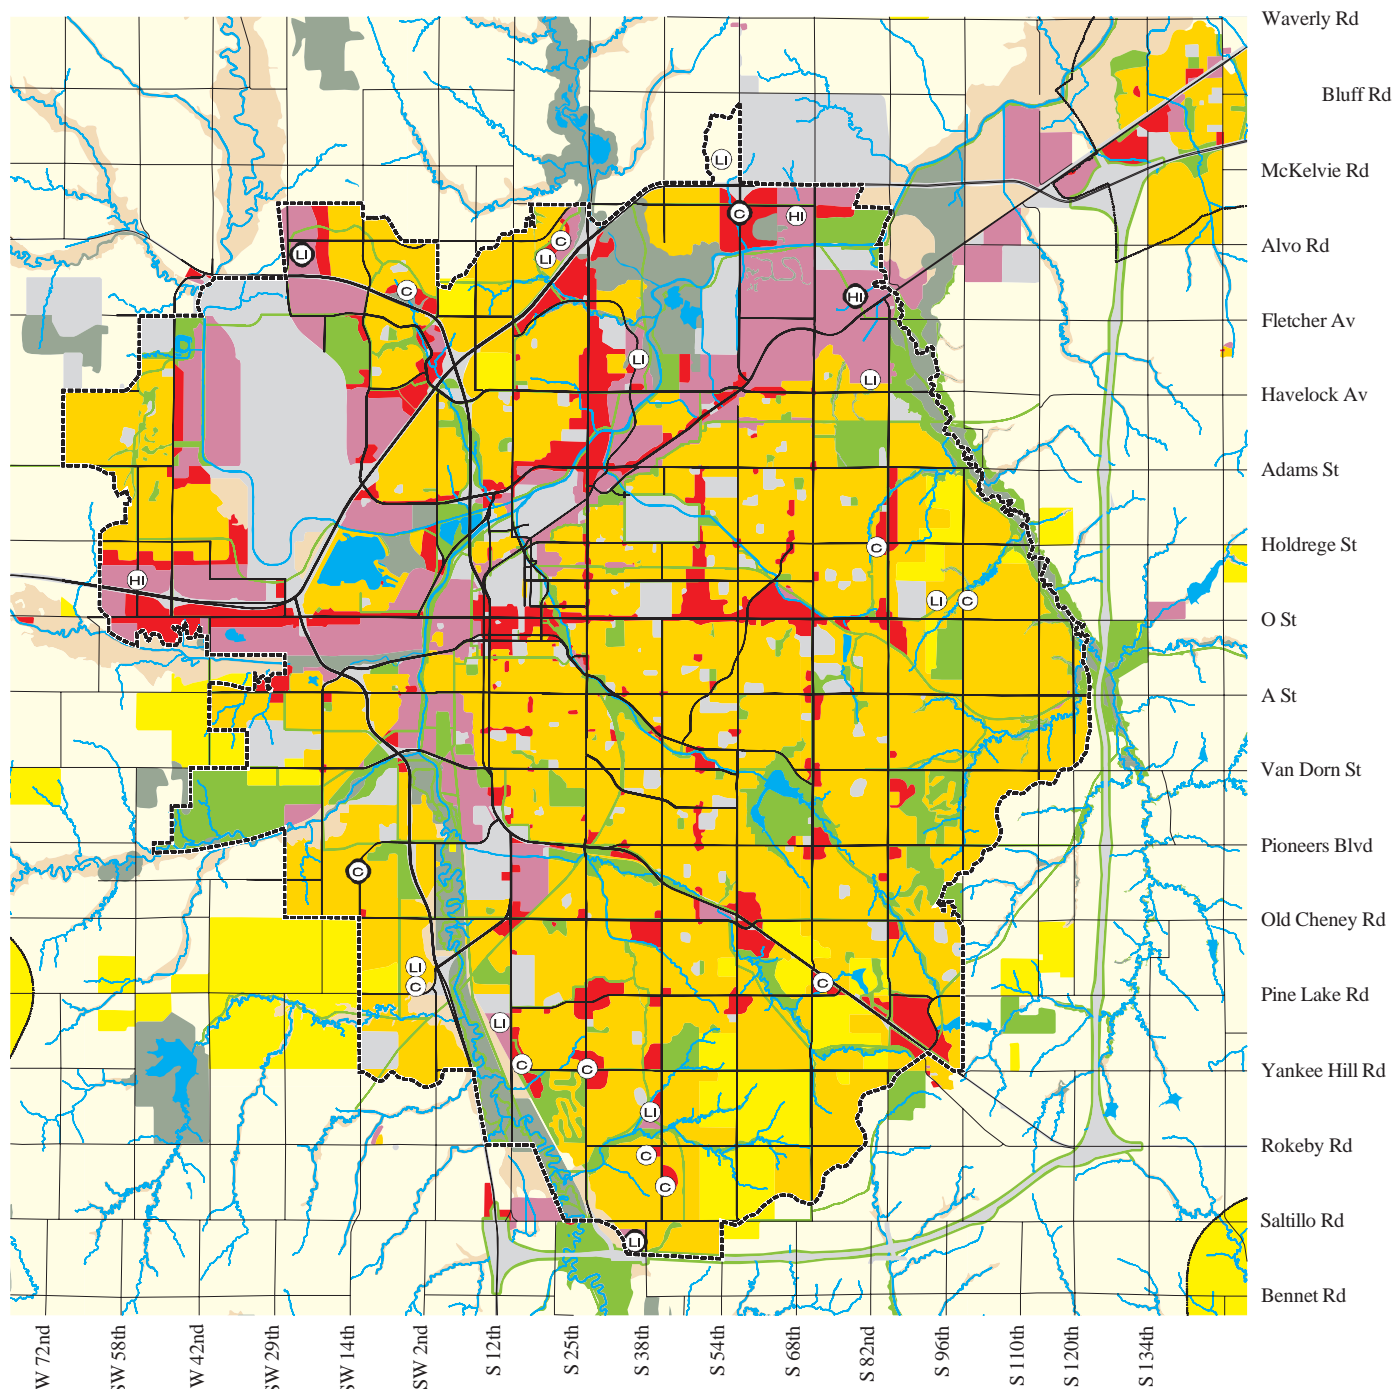 Waverly Rd
Bluff Rd
LI
McKelvie Rd
C
HI
C
LI
LI
Alvo Rd
C
HI
Fletcher Av
LI
LI
Havelock Av
Adams St
C
Holdrege St
HI
LI
C
O St
A St
Van Dorn St
Pioneers Blvd
C
Old Cheney Rd
LI
C
C
Pine Lake Rd
LI
C
C
Yankee Hill Rd
LI
Rokeby Rd
C
C
Saltillo Rd
LI
Bennet Rd
W 72nd
SW 58th
W 42nd
SW 29th
SW 14th
SW 2nd
S 12th
S 25th
S 38th
S 54th
S 68th
S 82nd
S 96th
S 110th
S 120th
S 134th